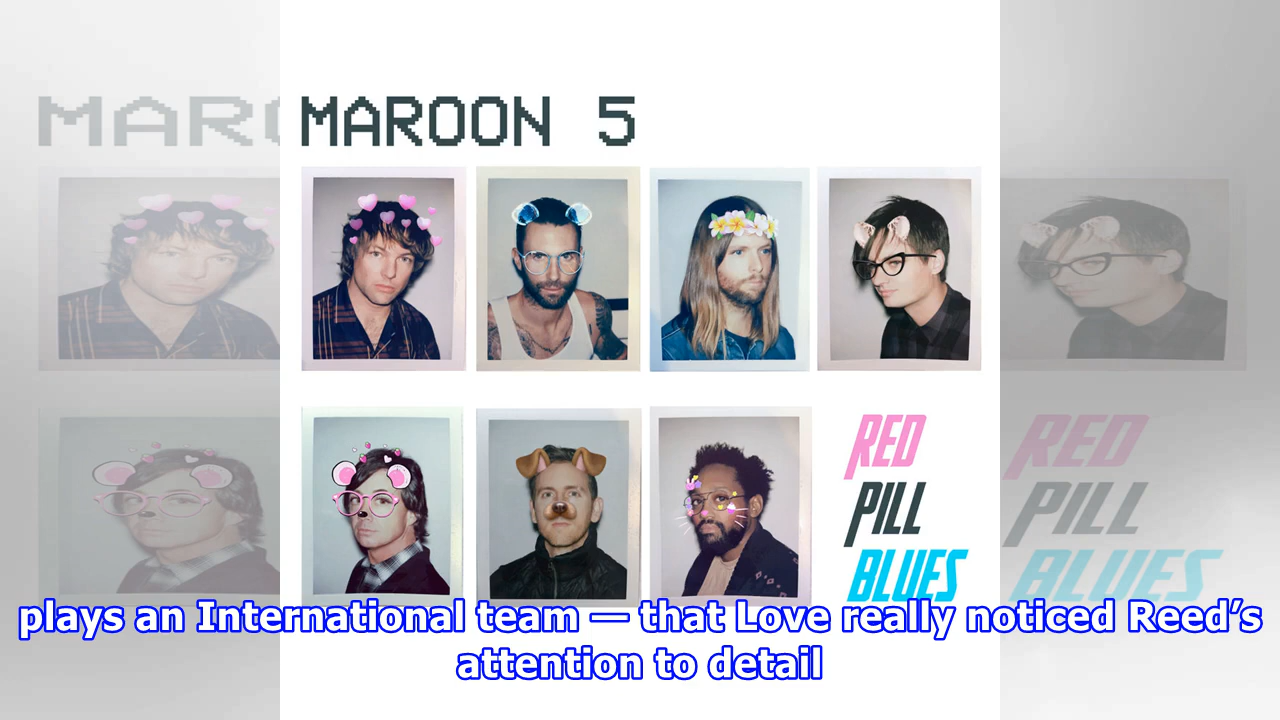 MAROON 5
RED
PILL
BLUES
RED
PILL
BLUES
plays an International team — that Love really noticed Reed’s
attention to detail